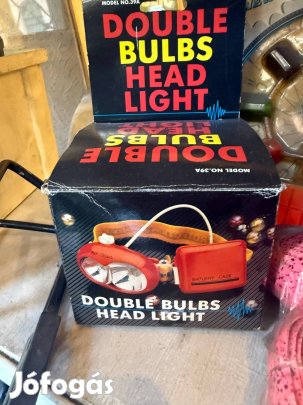 MODEL NO.39A
DOUBLE
BULBS
HEAD
LIGHT
DOUBLE
BULBS
HEAD
LIGHT
MODEL NO.39A
BATTERY CASE
DOUBLE BULBS
HEAD LIGHT
Jófogás